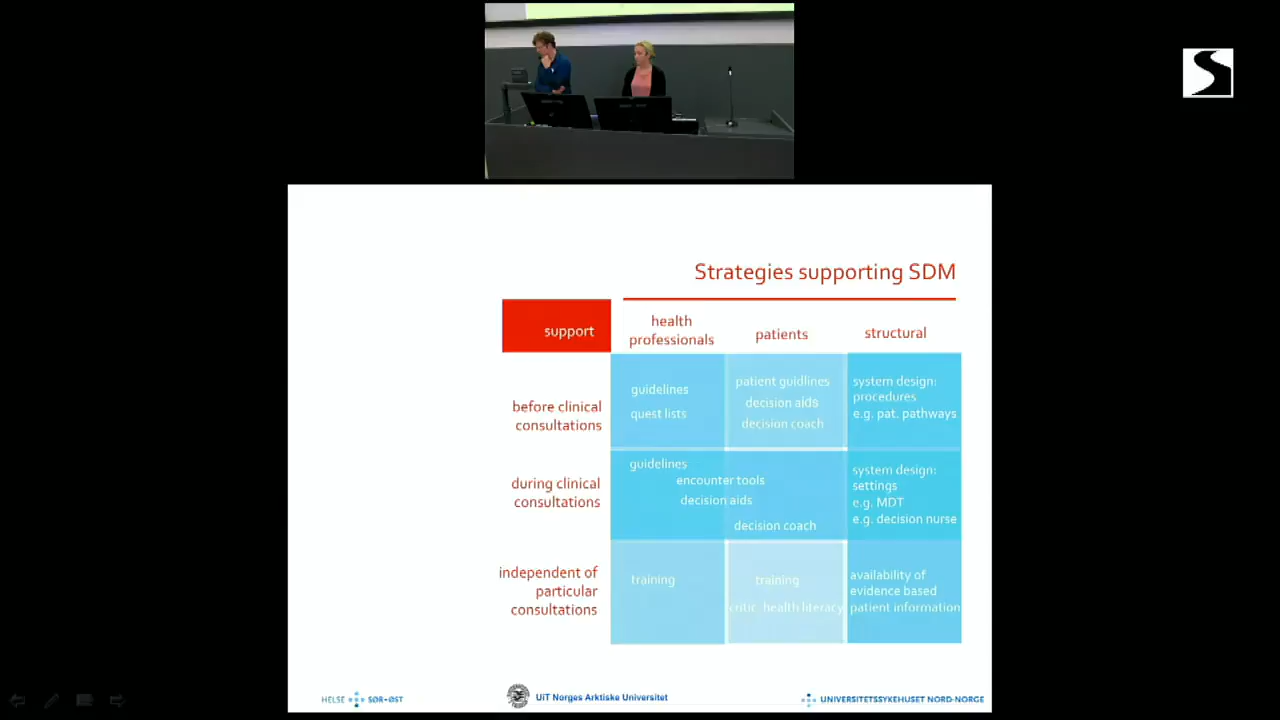 Strategies supporting SDM
support
health
professionals
patients
structural
before clinical
consultations
guidelines
quest lists
patient guidlines
decision aids
decision coach
system design:
procedures
e.g. pat. pathways
during clinical
consultations
guidelines
encounter tools
decision aids
decision coach
system design:
settings
e.g. MDT
e.g. decision nurse
independent of
particular
consultations
training
training
critic. health literacy
availability of
evidence based
patient information
HELSE SØR-ØST
UiT Norges Arktiske Universitet
UNIVERSITETSSYKEHUSET NORD-NORGE